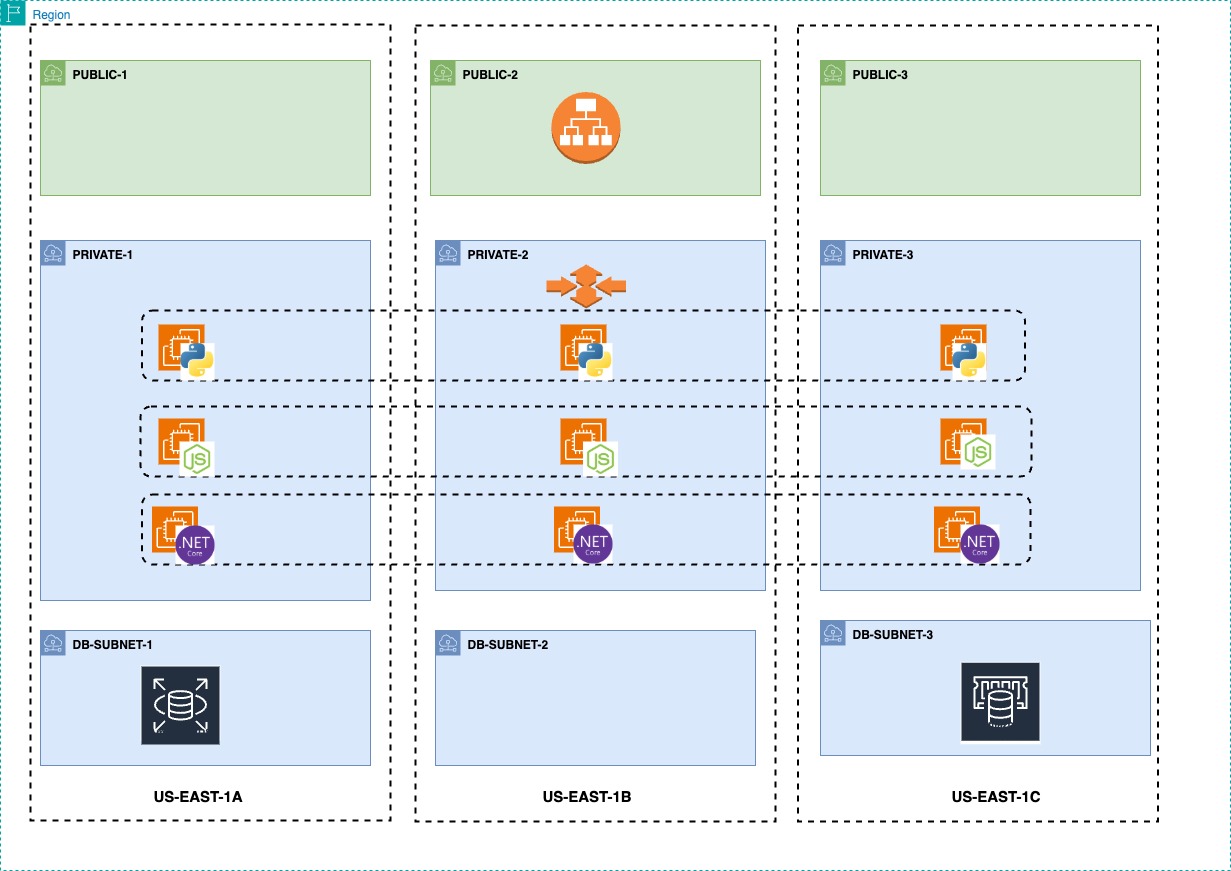 Region
PUBLIC-1
PUBLIC-2
PUBLIC-3
PRIVATE-1
PRIVATE-2
PRIVATE-3
JS
JS
JS
.NET
Core
.NET
Core
.NET
Core
DB-SUBNET-1
DB-SUBNET-2
DB-SUBNET-3
US-EAST-1A
US-EAST-1B
US-EAST-1C